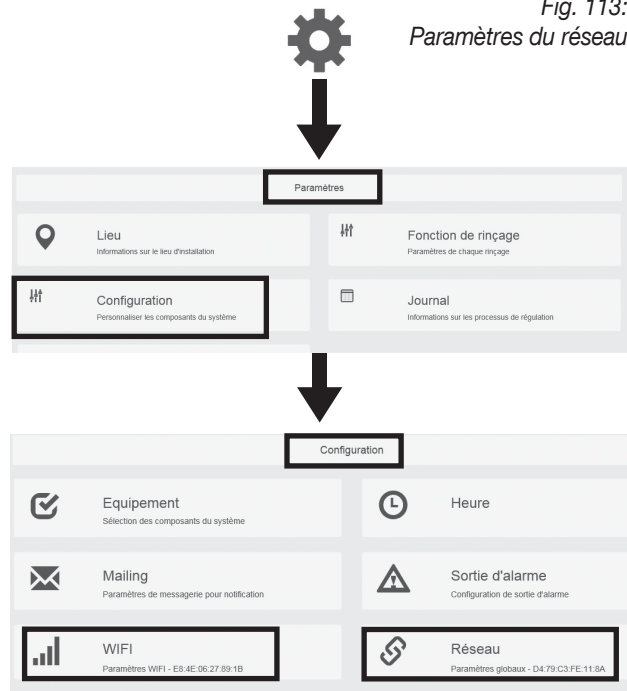 Fig. 113:
Paramètres du réseau
Paramètres
Lieu
Informations sur le lieu d'installation
Fonction de rinçage
Paramètres de chaque rinçage
Configuration
Personnaliser les composants du système
Journal
Informations sur les processus de régulation
Configuration
Equipement
Sélection des composants du système
Heure
Mailing
Paramètres de messagerie pour notification
Sortie d'alarme
Configuration de sortie d'alarme
WIFI
Paramètres WIFI - E8:4E:06:27:89:1B
Réseau
Paramètres globaux - D4:79:C3:FE:11:8A